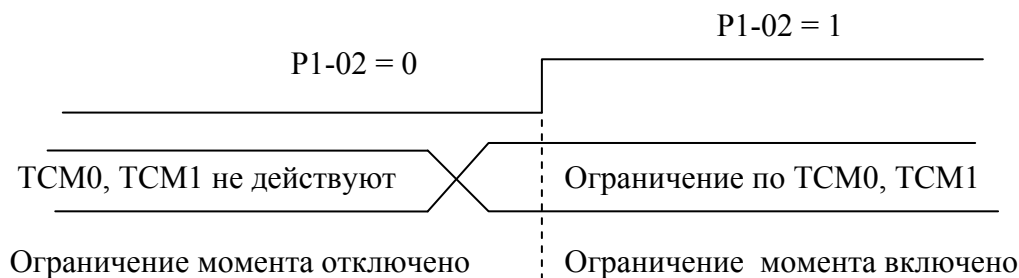 P1-02 = 1
P1-02 = 0
TCM0, TCM1 не действуют
Ограничение по TCM0, TCM1
Ограничение момента отключено
Ограничение момента включено